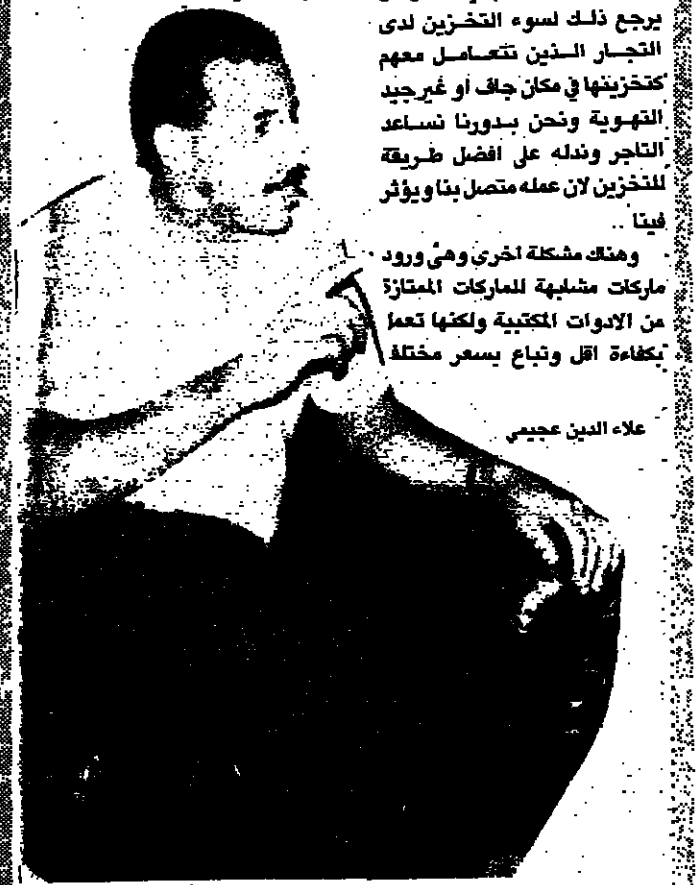 يرجع ذلك لسوء التخزين لدى
التجار الذين نتعامل معهم
كتخزينها في مكان جاف او غير جيد
التهوية ونحن بدورنا نساعد
التاجر وندله على افضل طريقة
للتخزين لان عمله متصل بنا ويؤثر
فينا ..
وهناك مشكلة اخرى وهى ورود
ماركات مشابهة للماركات الممتازة
من الادوات المكتبية ولكنها تعمل
بكفاءة اقل وتباع بسعر مختلف
علاء الدين عجيمي